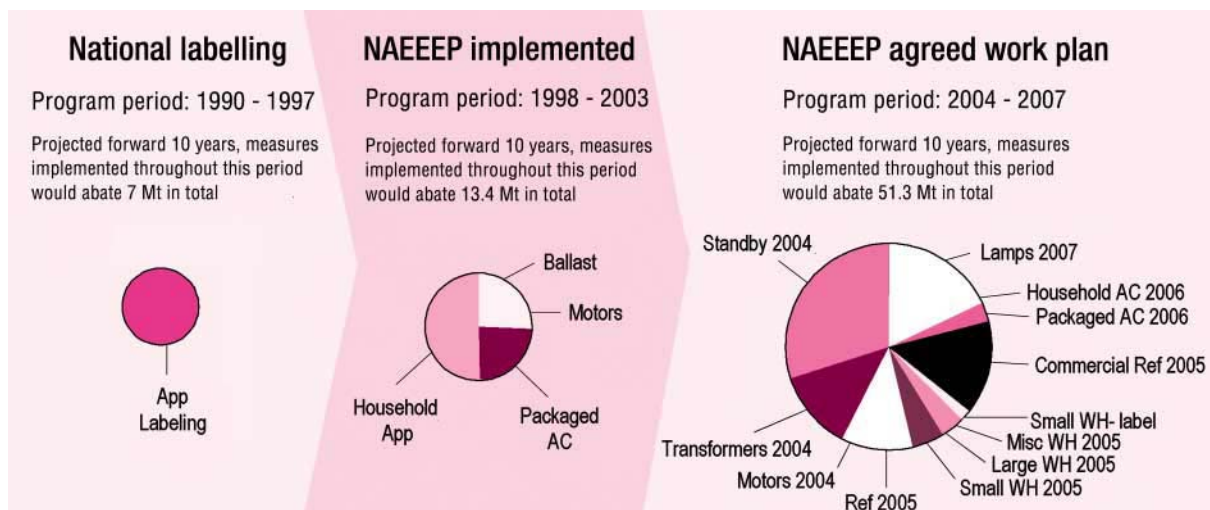 National labelling
Program period: 1990 - 1997
Projected forward 10 years, measures
implemented throughout this period
would abate 7 Mt in total
App
Labeling
NAEEEP implemented
Program period: 1998 - 2003
Projected forward 10 years, measures
implemented throughout this period
would abate 13.4 Mt in total
Ballast
Motors
Household
App
Packaged
AC
NAEEEP agreed work plan
Program period: 2004 - 2007
Projected forward 10 years, measures
implemented throughout this period
would abate 51.3 Mt in total
Standby 2004
Lamps 2007
Household AC 2006
Packaged AC 2006
Commercial Ref 2005
Small WH- label
Misc WH 2005
Large WH 2005
Small WH 2005
Ref 2005
Motors 2004
Transformers 2004